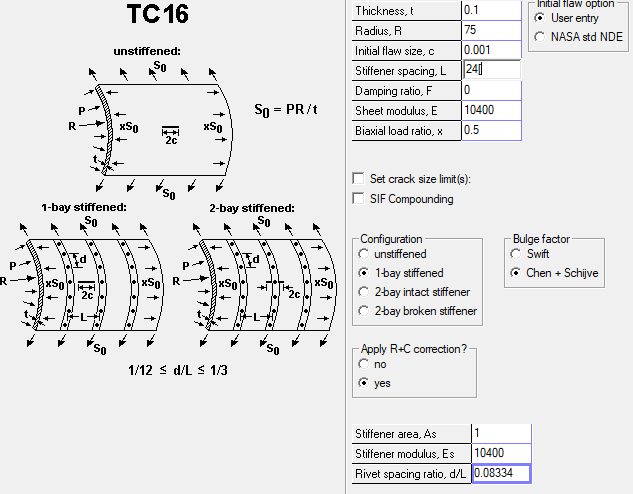 TC16
unstiffened:
S0
P
R
xS0
xS0
2c
t
S0
S0 = PR/t
1-bay stiffened:
S0
P
R
d
xS0
xS0
2c
t
L
S0
2-bay stiffened:
S0
P
R
d
xS0
xS0
2c
t
L
S0
1/12 ≤ d/L ≤ 1/3
Thickness, t 0.1
Radius, R 75
Initial flaw size, c 0.001
Stiffener spacing, L 24
Damping ratio, F 0
Sheet modulus, E 10400
Biaxial load ratio, x 0.5
Initial flaw option
User entry
NASA std NDE
Set crack size limit(s):
SIF Compounding
Configuration
unstiffened
1-bay stiffened
2-bay intact stiffener
2-bay broken stiffener
Bulge factor
Swift
Chen + Schijve
Apply R+C correction?
no
yes
Stiffener area, As 1
Stiffener modulus, Es 10400
Rivet spacing ratio, d/L 0.08334